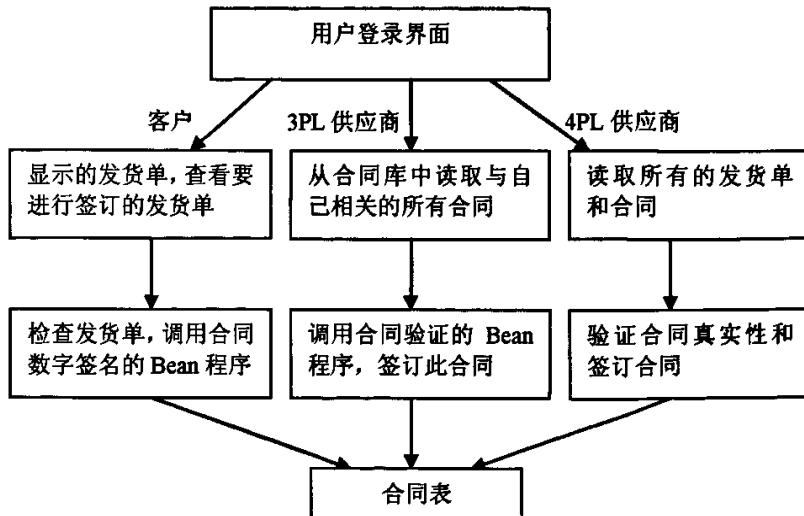 用户登录界面
客户
3PL 供应商
4PL 供应商
显示的发货单，查看要
进行签订的发货单
从合同库中读取与自
己相关的所有合同
读取所有的发货单
和合同
检查发货单，调用合同
数字签名的 Bean 程序
调用合同验证的 Bean
程序，签订此合同
验证合同真实性和
签订合同
合同表